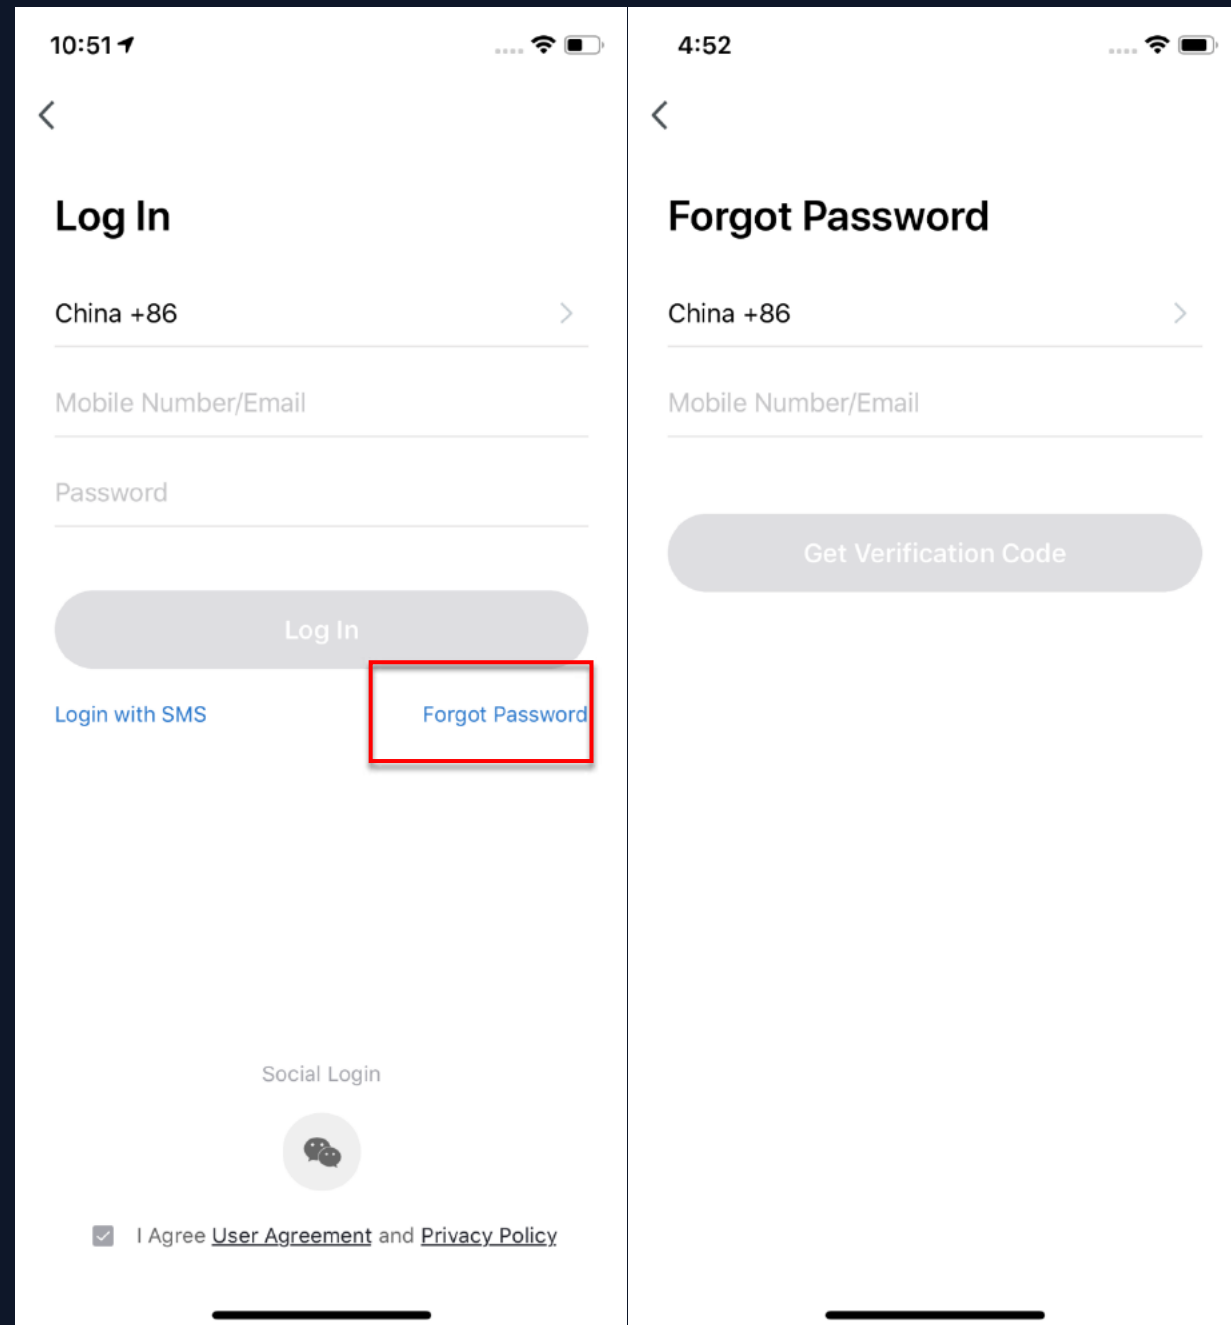 10:51
Log In
China +86
Mobile Number/Email
Password
Log In
Login with SMS
Forgot Password
Social Login
I Agree User Agreement and Privacy Policy
4:52
Forgot Password
China +86
Mobile Number/Email
Get Verification Code